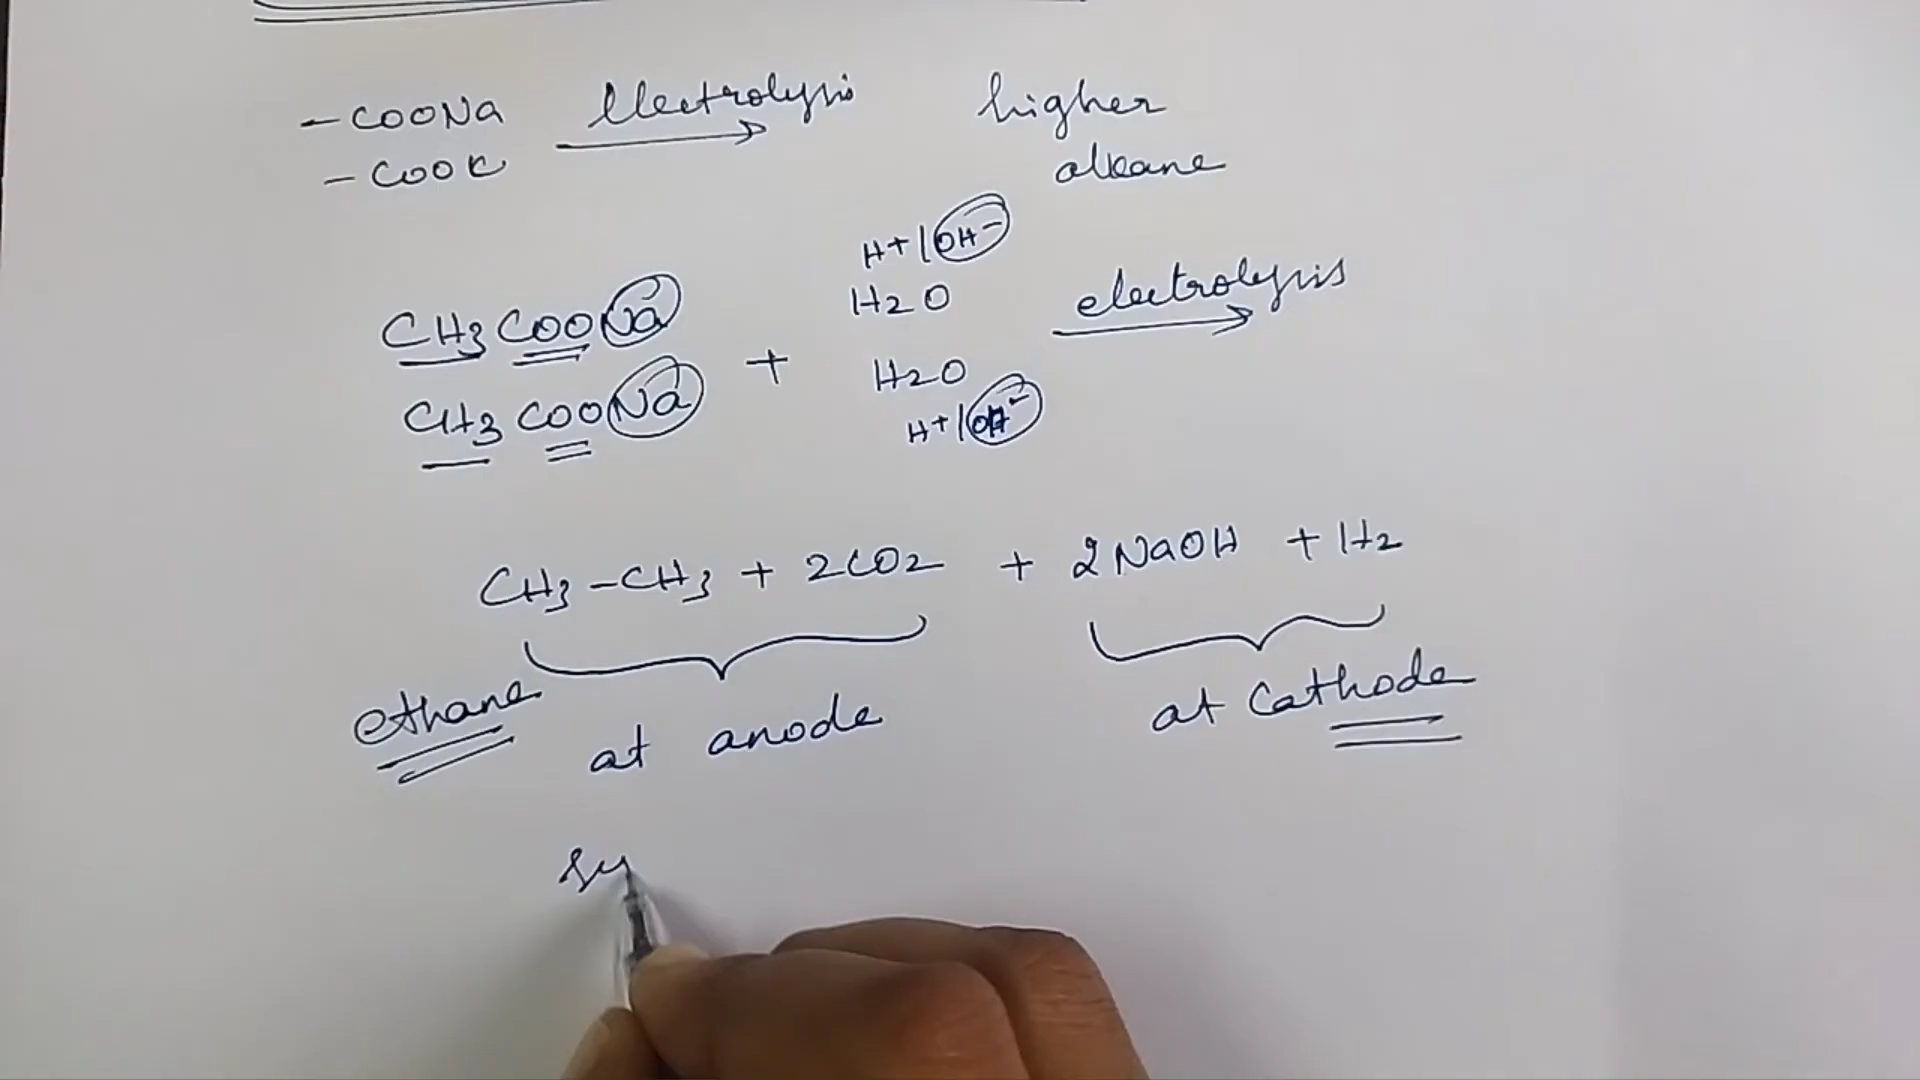 - COONa electrolysis higher
- COOK alkane
H+|OH-
CH3COONa H2O electrolysis
+
CH3COONa H2O
H+|OH-
CH3-CH3 + 2CO2 + 2NaOH + H2
ethane at anode at Cathode